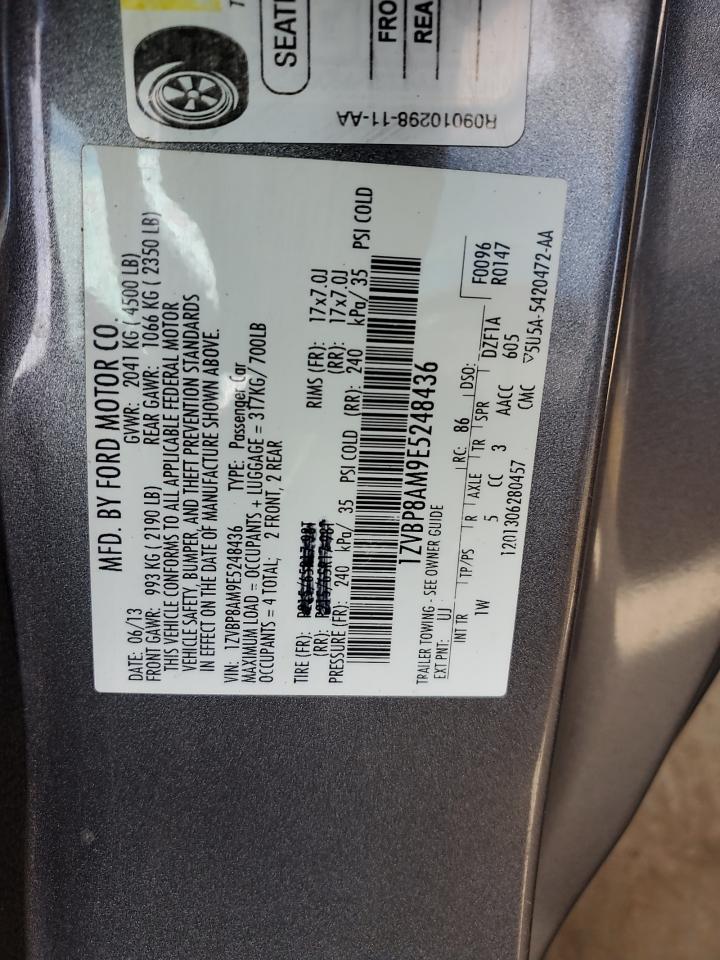 SEATI
FRO
REA
R09010298-11-AA
MFD. BY FORD MOTOR CO.
DATE: 06/13 GVWR: 2041 KG ( 4500 LB)
FRONT GAWR: 993 KG ( 2190 LB) REAR GAWR: 1066 KG ( 2350 LB)
THIS VEHICLE CONFORMS TO ALL APPLICABLE FEDERAL MOTOR
VEHICLE SAFETY, BUMPER, AND THEFT PREVENTION STANDARDS
IN EFFECT ON THE DATE OF MANUFACTURE SHOWN ABOVE.
VIN: 1ZVBP8AM9E5248436 TYPE: Passenger Car
MAXIMUM LOAD = OCCUPANTS + LUGGAGE = 317KG/700LB
OCCUPANTS = 4 TOTAL; 2 FRONT, 2 REAR
TIRE (FR): RIMS (FR): 17x7.0J
(RR): (RR): 17x7.0J
PRESSURE (FR): 240 kPa/ 35 PSI COLD (RR): 240 kPa/ 35 PSI COLD
1ZVBP8AM9E5248436
TRAILER TOWING - SEE OWNER GUIDE
EXT PNT: UJ RC: 86 DSO: F0096
INT TR TP/PS R AXLE TR SPR DZF1A R0147
1W 5 CC 3 AACC 605
1201306280457 CMC ▽5U5A-5420472-AA